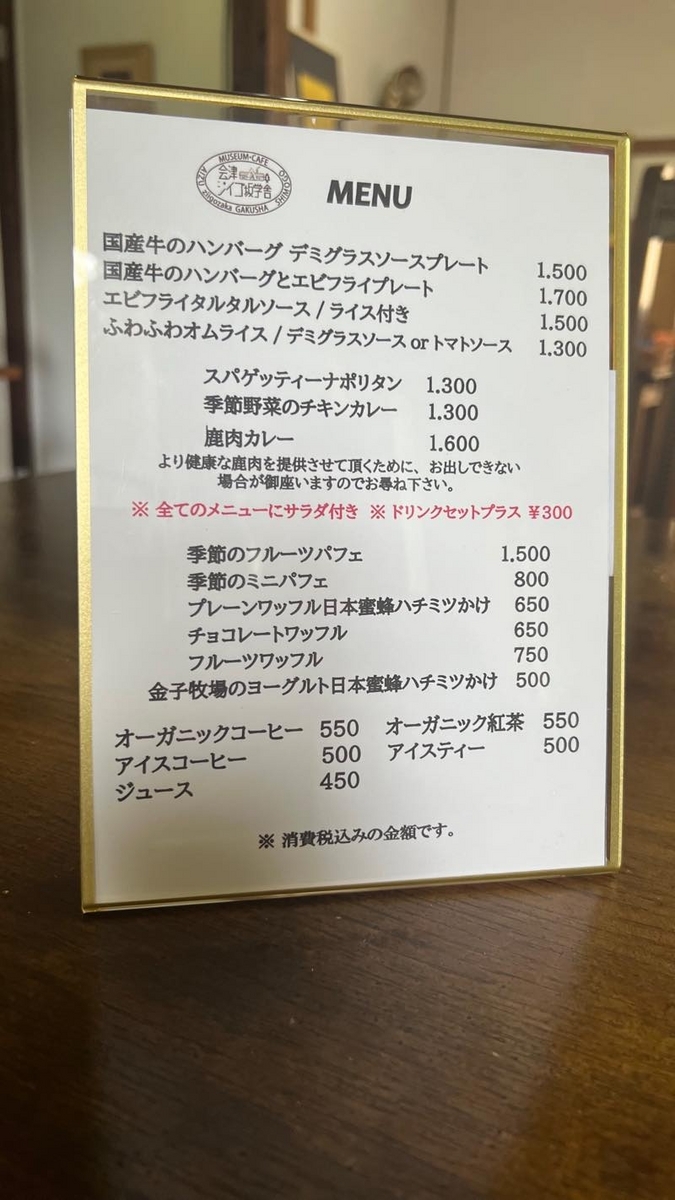 MUSEUM-CAFE
会津
ジイゴ坂学舎
AIZU
SHIMOGO
ziigozaka GAKUSHA
MENU
国産牛のハンバーグ デミグラスソースプレート 1.500
国産牛のハンバーグとエビフライプレート 1.700
エビフライタルタルソース / ライス付き 1.500
ふわふわオムライス / デミグラスソース or トマトソース 1.300
スパゲッティーナポリタン 1.300
季節野菜のチキンカレー 1.300
鹿肉カレー 1.600
より健康な鹿肉を提供させて頂くために、お出しできない
場合が御座いますのでお尋ね下さい。
※ 全てのメニューにサラダ付き ※ ドリンクセットプラス ¥300
季節のフルーツパフェ 1.500
季節のミニパフェ 800
プレーンワッフル日本蜜蜂ハチミツかけ 650
チョコレートワッフル 650
フルーツワッフル 750
金子牧場のヨーグルト日本蜜蜂ハチミツかけ 500
オーガニックコーヒー 550 オーガニック紅茶 550
アイスコーヒー 500 アイスティー 500
ジュース 450
※ 消費税込みの金額です。